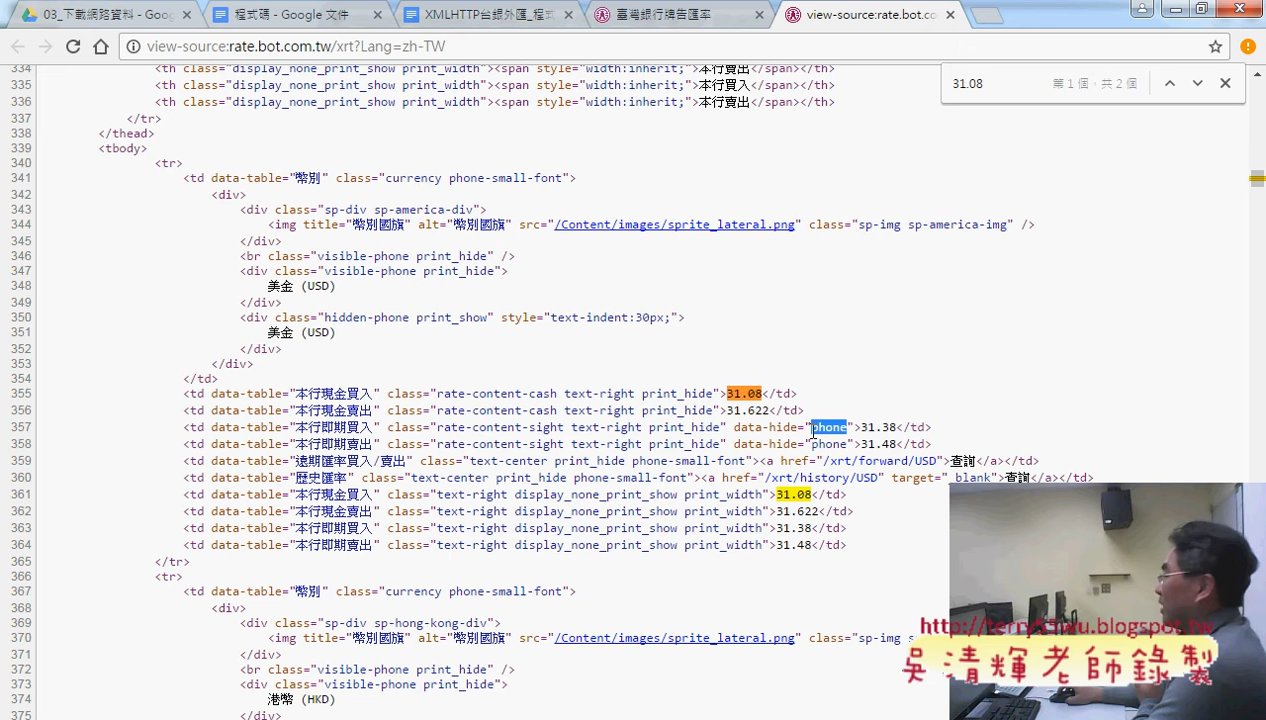 03_下載網路資料 - Goog
程式碼 - Google 文件
XMLHTTP台銀外匯_程式
臺灣銀行牌告匯率
view-source:rate.bot.co
view-source:rate.bot.com.tw/xrt?Lang=zh-TW
31.08 第 1 個，共 2 個
334 <th class="display_none_print_show print_width"><span style="width:inherit;">本行賣出</span></th>
335 <th class="display_none_print_show print_width"><span style="width:inherit;">本行買入</span></th>
336 <th class="display_none_print_show print_width"><span style="width:inherit;">本行賣出</span></th>
337 </tr>
338 </thead>
339 <tbody>
340 <tr>
341 <td data-table="幣別" class="currency phone-small-font">
342 <div>
343 <div class="sp-div sp-america-div">
344 <img title="幣別國旗" alt="幣別國旗" src="/Content/images/sprite_lateral.png" class="sp-img sp-america-img" />
345 </div>
346 <br class="visible-phone print_hide" />
347 <div class="visible-phone print_hide">
348 美金 (USD)
349 </div>
350 <div class="hidden-phone print_show" style="text-indent:30px;">
351 美金 (USD)
352 </div>
353 </div>
354 </td>
355 <td data-table="本行現金買入" class="rate-content-cash text-right print_hide">31.08</td>
356 <td data-table="本行現金賣出" class="rate-content-cash text-right print_hide">31.622</td>
357 <td data-table="本行即期買入" class="rate-content-sight text-right print_hide" data-hide="phone">31.38</td>
358 <td data-table="本行即期賣出" class="rate-content-sight text-right print_hide" data-hide="phone">31.48</td>
359 <td data-table="遠期匯率買入/賣出" class="text-center print_hide phone-small-font"><a href="/xrt/forward/USD">查詢</a></td>
360 <td data-table="歷史匯率" class="text-center print_hide phone-small-font"><a href="/xrt/history/USD" target="_blank">查詢</a></td>
361 <td data-table="本行現金買入" class="text-right display_none_print_show print_width">31.08</td>
362 <td data-table="本行現金賣出" class="text-right display_none_print_show print_width">31.622</td>
363 <td data-table="本行即期買入" class="text-right display_none_print_show print_width">31.38</td>
364 <td data-table="本行即期賣出" class="text-right display_none_print_show print_width">31.48</td>
365 </tr>
366 <tr>
367 <td data-table="幣別" class="currency phone-small-font">
368 <div>
369 <div class="sp-div sp-hong-kong-div">
370 <img title="幣別國旗" alt="幣別國旗" src="/Content/images/sprite_lateral.png" class="sp-img s
371 </div>
372 <br class="visible-phone print_hide" />
373 <div class="visible-phone print_hide">
374 港幣 (HKD)
375 </div>
http://terry55wu.blogspot.tw
吳清輝老師錄製